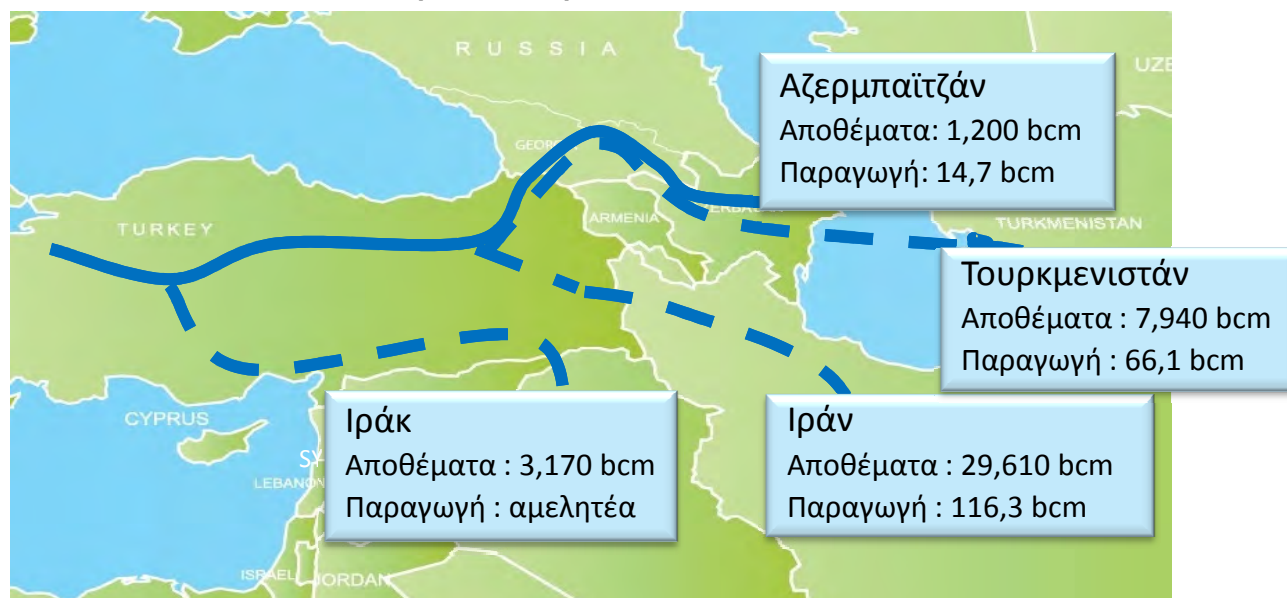 RUSSIA
UZE
Αζερμπαϊτζάν
Αποθέματα: 1,200 bcm
Παραγωγή: 14,7 bcm
GEORG
ARMENIA
TURKEY
TURKMENISTAN
Τουρκμενιστάν
Αποθέματα : 7,940 bcm
Παραγωγή : 66,1 bcm
CYPRUS
Ιράκ
Αποθέματα : 3,170 bcm
Παραγωγή : αμελητέα
Ιράν
Αποθέματα : 29,610 bcm
Παραγωγή : 116,3 bcm
SY
LEBANON
ISRAEL
JORDAN